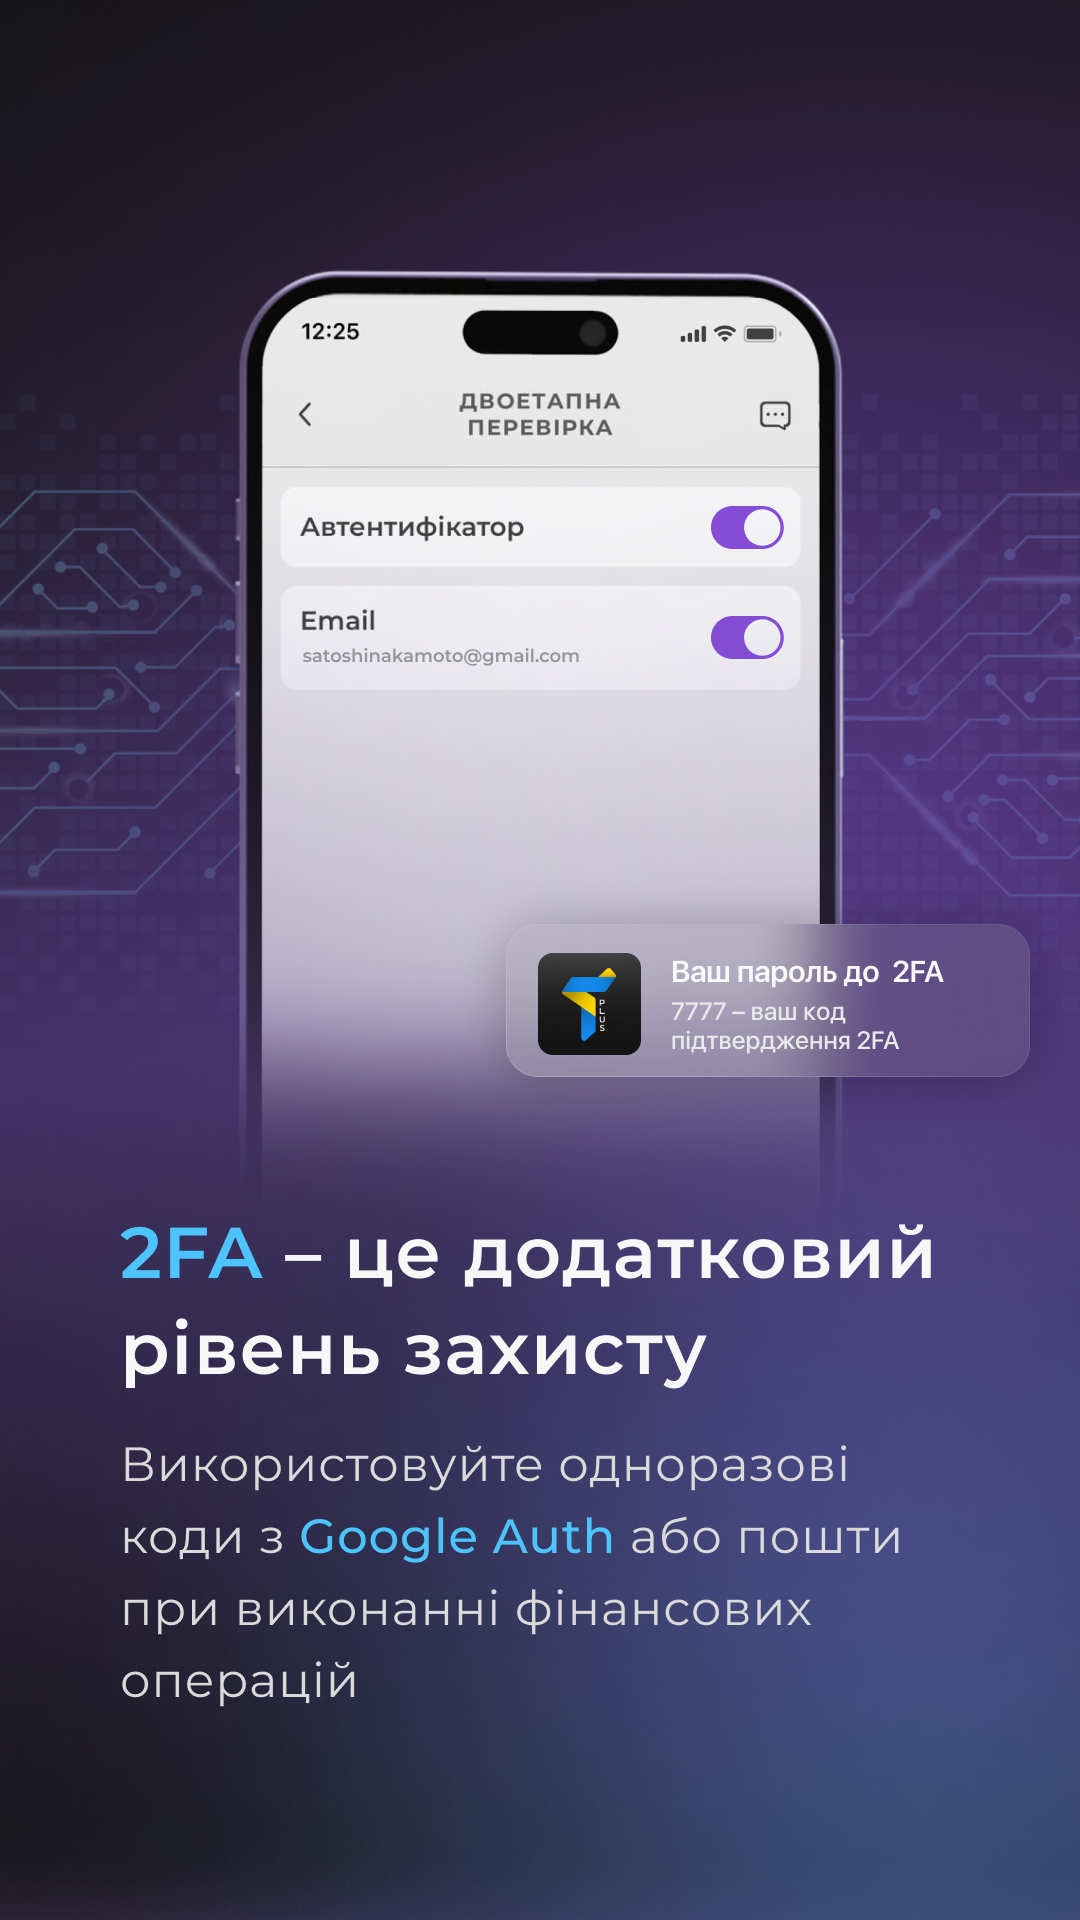 12:25
ДВОЕТАПНА
ПЕРЕВІРКА
Автентифікатор
Email
satoshinakamoto@gmail.com
Ваш пароль до 2FA
7777 – ваш код
підтвердження 2FA
PLUS
2FA – це додатковий
рівень захисту
Використовуйте одноразові
коди з Google Auth або пошти
при виконанні фінансових
операцій